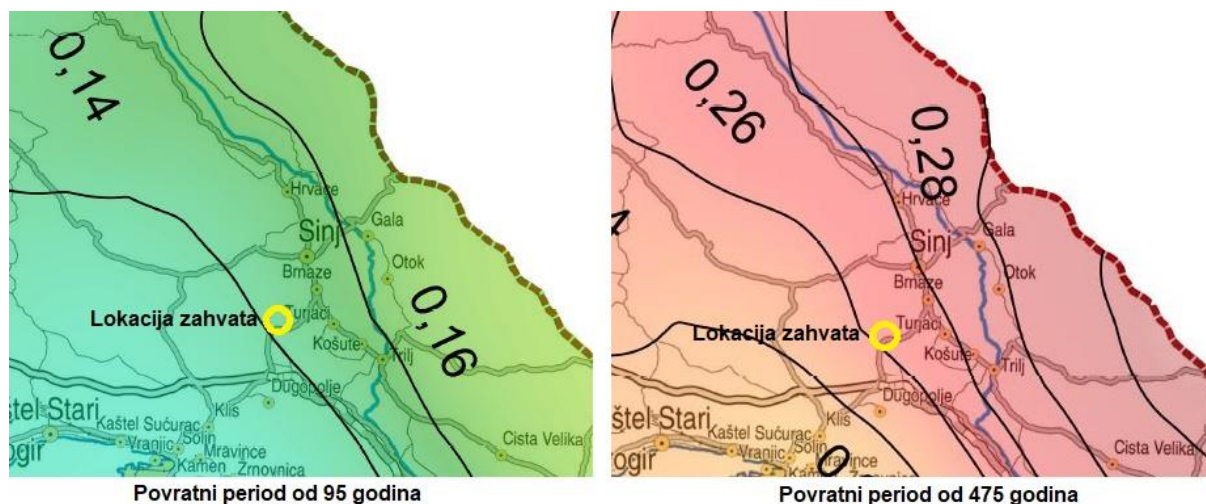 0,14
Hrvace
Sinj
Gala
Brnaze
Otok
Lokacija zahvata
Turjaci
0,16
Košute
Trilj
Dugopolje
štel Stari
Klis
Kaštel Sućurac
Solin
ogir
Vranjic
Mravince
Cista Velika
Kamen
Žrnovnica
Povratni period od 95 godina
0,26
0,28
Hrvace
Sinj
Gala
Brnaze
Otok
Lokacija zahvata
Turjaci
Košute
Trilj
Dugopolje
štel Stari
Klis
Kaštel Sućurac
Solin
ogir
Vranjic
Mravince
Cista Velika
Kamen
Žrnovnica
Povratni period od 475 godina